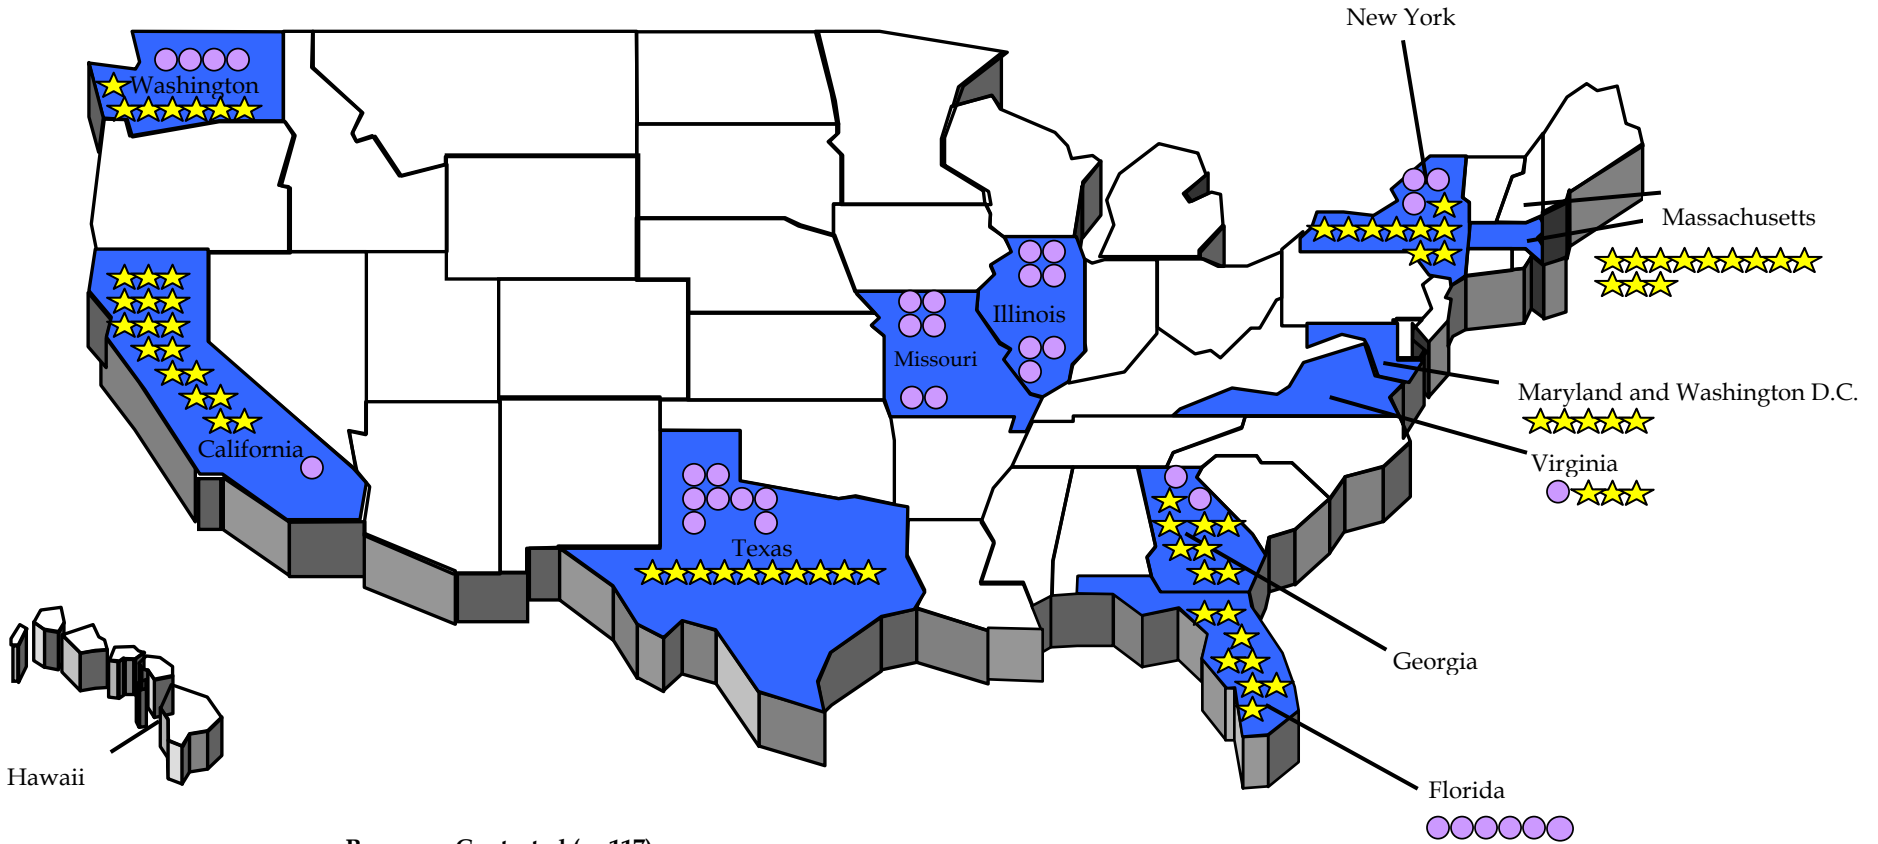 New York
Washington
Massachusetts
Illinois
Missouri
Maryland and Washington D.C.
California
Virginia
Texas
Georgia
Hawaii
Florida